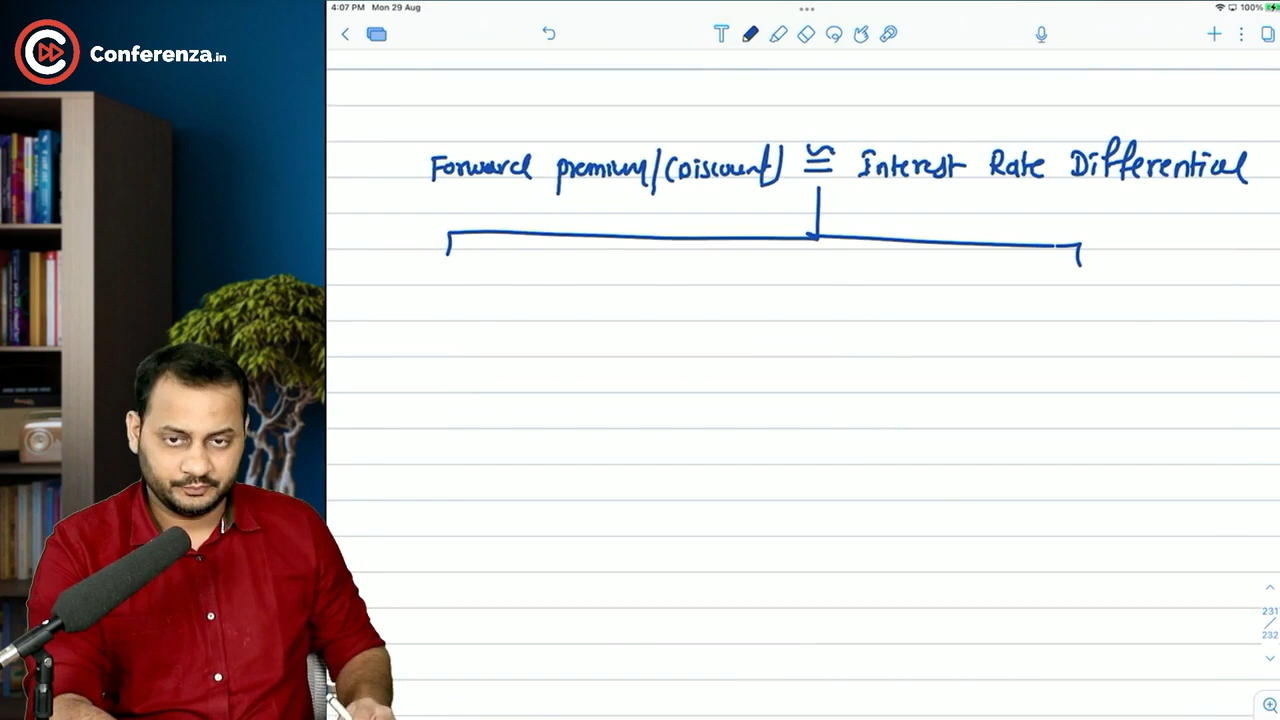 4:07 PM Mon 29 Aug
100%
Conferenza.in
T
Forward premium/(Discount) ≅ Interest Rate Differential
231
232